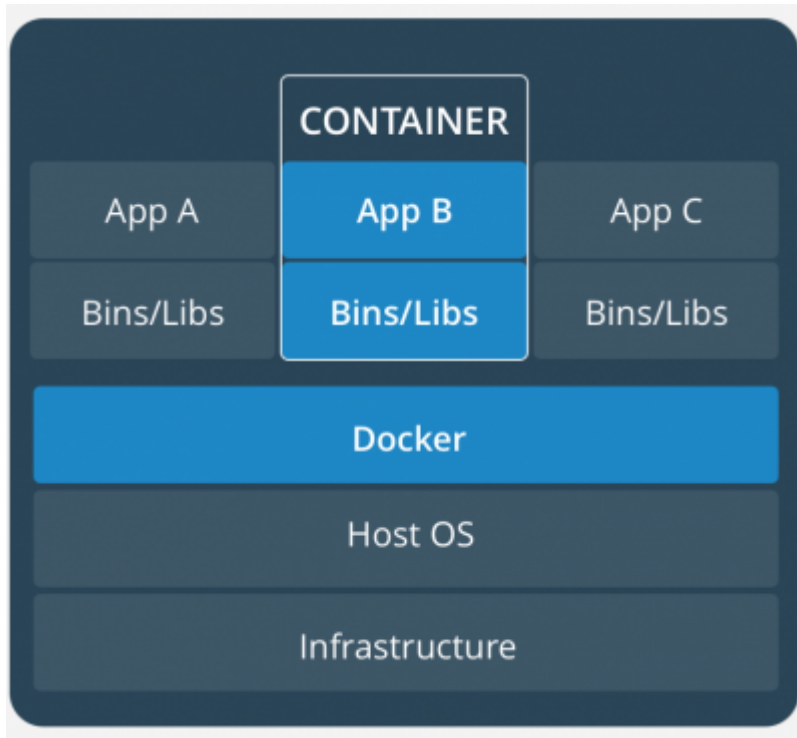 CONTAINER
App A App B App C
Bins/Libs Bins/Libs Bins/Libs
Docker
Host OS
Infrastructure